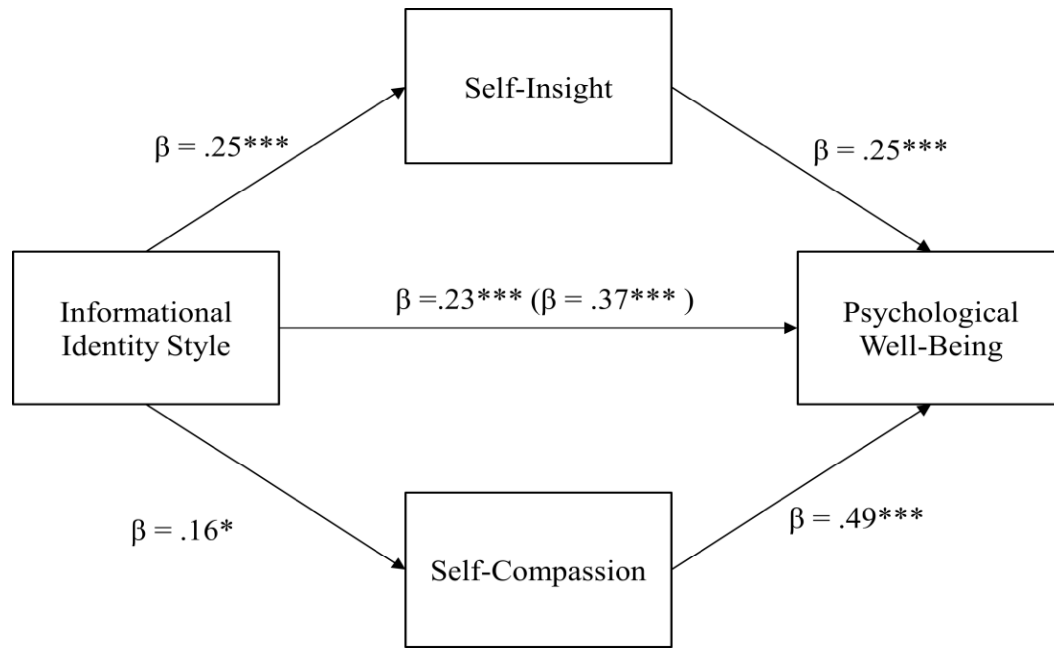 Self-Insight
β = .25***
β = .25***
β =.23*** (β = .37*** )
Informational
Identity Style
Psychological
Well-Being
β = .16*
β = .49***
Self-Compassion